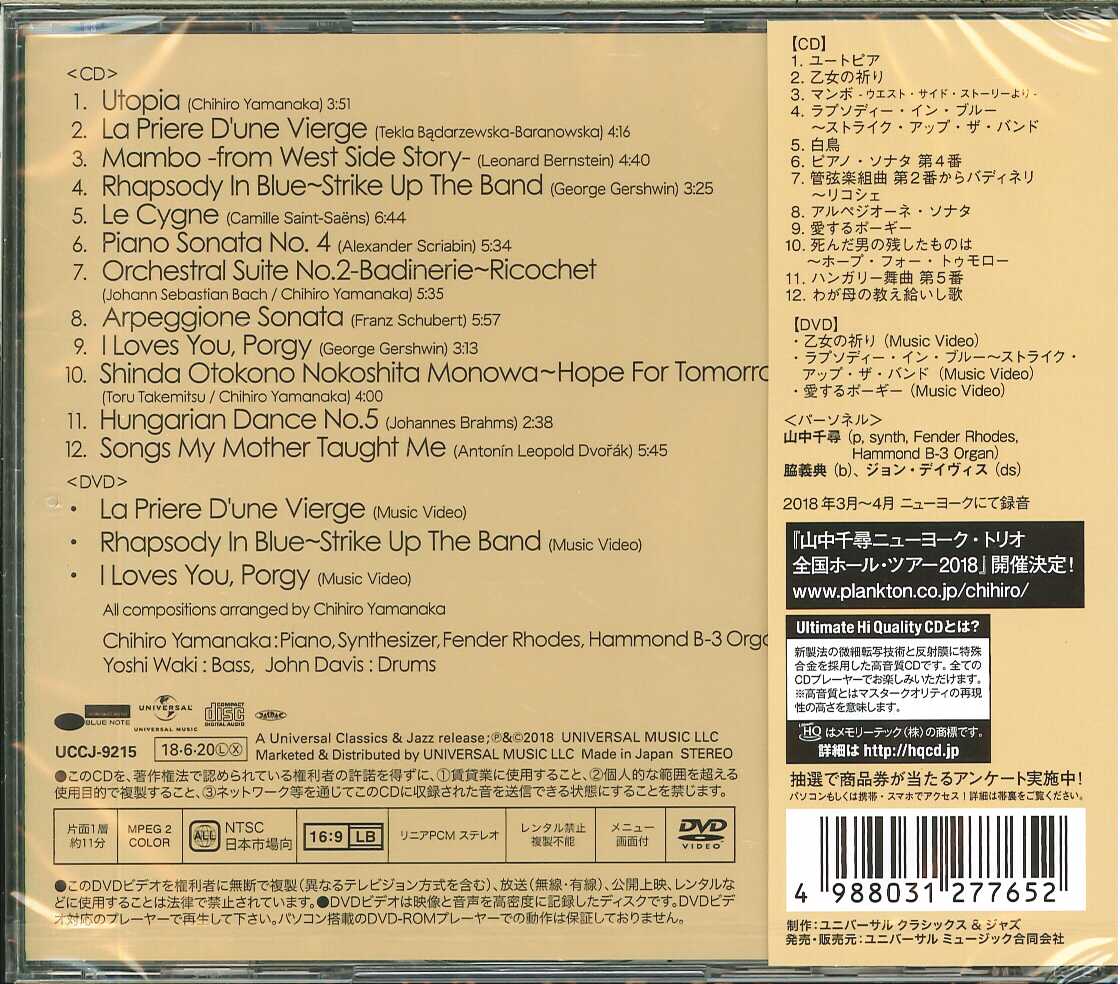 <CD>
1. Utopia (Chihiro Yamanaka) 3:51
2. La Priere D'une Vierge (Tekla Bądarzewska-Baranowska) 4:16
3. Mambo -from West Side Story- (Leonard Bernstein) 4:40
4. Rhapsody In Blue~Strike Up The Band (George Gershwin) 3:25
5. Le Cygne (Camille Saint-Saëns) 6:44
6. Piano Sonata No. 4 (Alexander Scriabin) 5:34
7. Orchestral Suite No.2-Badinerie~Ricochet
(Johann Sebastian Bach / Chihiro Yamanaka) 5:35
8. Arpeggione Sonata (Franz Schubert) 5:57
9. I Loves You, Porgy (George Gershwin) 3:13
10. Shinda Otokono Nokoshita Monowa~Hope For Tomorro
(Toru Takemitsu / Chihiro Yamanaka) 4:00
11. Hungarian Dance No.5 (Johannes Brahms) 2:38
12. Songs My Mother Taught Me (Antonín Leopold Dvořák) 5:45
<DVD>
・ La Priere D'une Vierge (Music Video)
・ Rhapsody In Blue~Strike Up The Band (Music Video)
・ I Loves You, Porgy (Music Video)
All compositions arranged by Chihiro Yamanaka
Chihiro Yamanaka:Piano,Synthesizer,Fender Rhodes, Hammond B-3 Orga
Yoshi Waki : Bass, John Davis : Drums
BLUE NOTE
UNIVERSAL
UNIVERSAL MUSIC
COMPACT
disc
DIGITAL AUDIO
JASRAC
UCCJ-9215
18・6・20ⓁⓍ
A Universal Classics & Jazz release;℗&©2018 UNIVERSAL MUSIC LLC
Marketed & Distributed by UNIVERSAL MUSIC LLC Made in Japan STEREO
●このCDを、著作権法で認められている権利者の許諾を得ずに、①賃貸業に使用すること、②個人的な範囲を超える
使用目的で複製すること、③ネットワーク等を通じてこのCDに収録された音を送信できる状態にすることを禁じます。
片面1層
約11分
MPEG 2
COLOR
ALL
NTSC
日本市場向
16:9 LB
リニアPCM ステレオ
レンタル禁止
複製不能
メニュー
画面付
DVD
VIDEO
●このDVDビデオを権利者に無断で複製(異なるテレビジョン方式を含む)、放送(無線・有線)、公開上映、レンタルな
どに使用することは法律で禁止されています。●DVDビデオは映像と音声を高密度に記録したディスクです。DVDビデ
オ対応のプレーヤーで再生して下さい。パソコン搭載のDVD-ROMプレーヤーでの動作は保証しておりません。
【CD】
1. ユートピア
2. 乙女の祈り
3. マンボ - ウエスト・サイド・ストーリーより -
4. ラプソディー・イン・ブルー
～ストライク・アップ・ザ・バンド
5. 白鳥
6. ピアノ・ソナタ 第4番
7. 管弦楽組曲 第2番からバディネリ
～リコシェ
8. アルペジオーネ・ソナタ
9. 愛するポーギー
10. 死んだ男の残したものは
～ホープ・フォー・トゥモロー
11. ハンガリー舞曲 第5番
12. わが母の教え給いし歌
【DVD】
・乙女の祈り (Music Video)
・ラプソディー・イン・ブルー～ストライク・
アップ・ザ・バンド (Music Video)
・愛するポーギー (Music Video)
<パーソネル>
山中千尋 (p, synth, Fender Rhodes,
Hammond B-3 Organ)
脇義典 (b)、ジョン・デイヴィス (ds)
2018年3月～4月 ニューヨークにて録音
『山中千尋ニューヨーク・トリオ
全国ホール・ツアー2018』開催決定!
www.plankton.co.jp/chihiro/
Ultimate Hi Quality CDとは?
新製法の微細転写技術と反射膜に特殊
合金を採用した高音質CDです。全ての
CDプレーヤーでお楽しみいただけます。
※高音質とはマスタークオリティの再現
性の高さを意味します。
HQはメモリーテック(株)の商標です。
詳細は http://hqcd.jp
抽選で商品券が当たるアンケート実施中!
パソコンもしくは携帯・スマホでアクセス!詳細は帯裏をご覧ください。
4 988031 277652
制作:ユニバーサル クラシックス & ジャズ
発売・販売元:ユニバーサル ミュージック合同会社